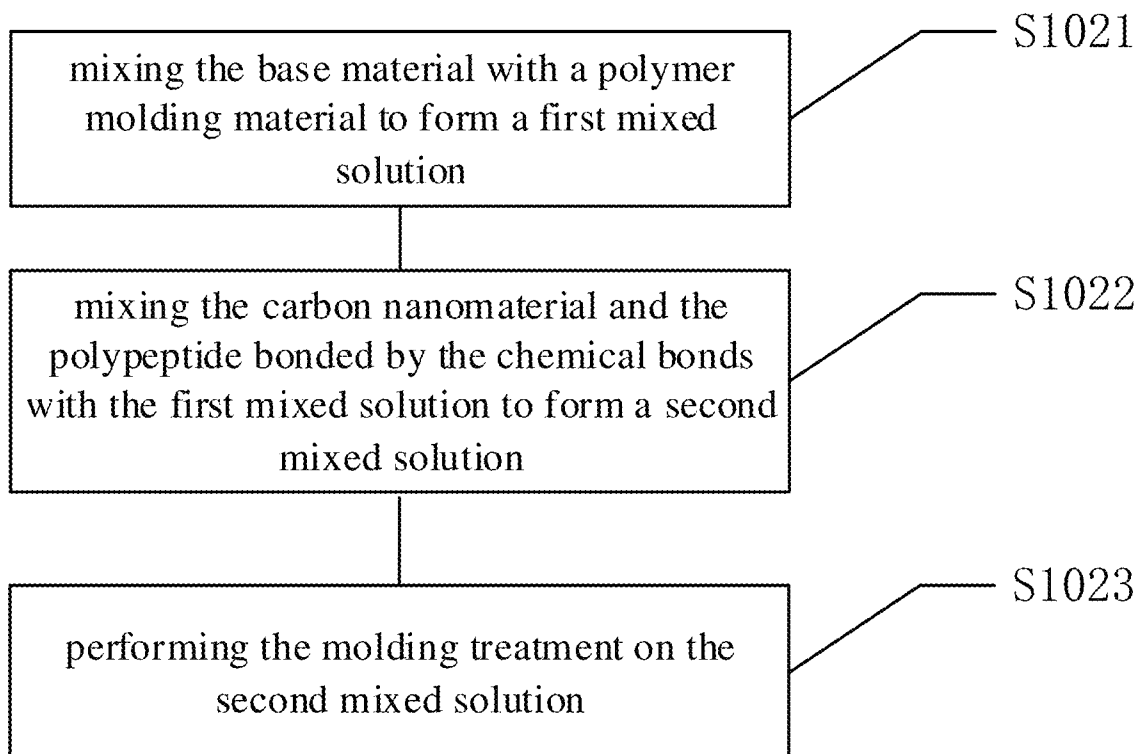 S1021
mixing the base material with a polymer
molding material to form a first mixed
solution
S1022
mixing the carbon nanomaterial and the
polypeptide bonded by the chemical bonds
with the first mixed solution to form a second
mixed solution
S1023
performing the molding treatment on the
second mixed solution